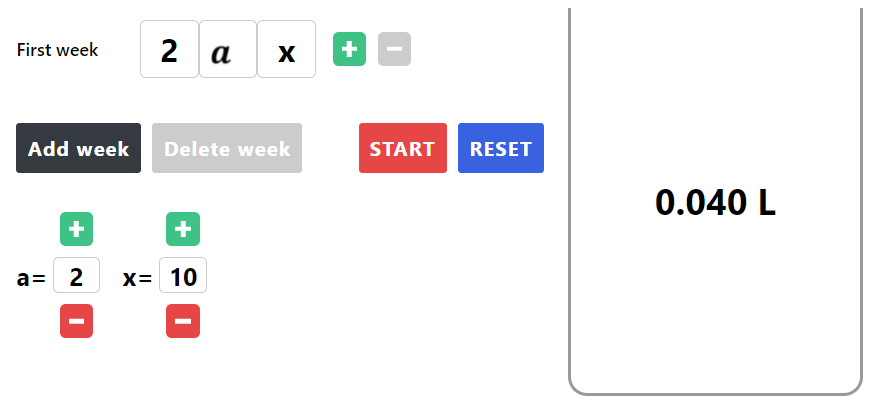 First week 2 a x + −
Add week Delete week START RESET
0.040 L
+ +
a= 2 x= 10
− −